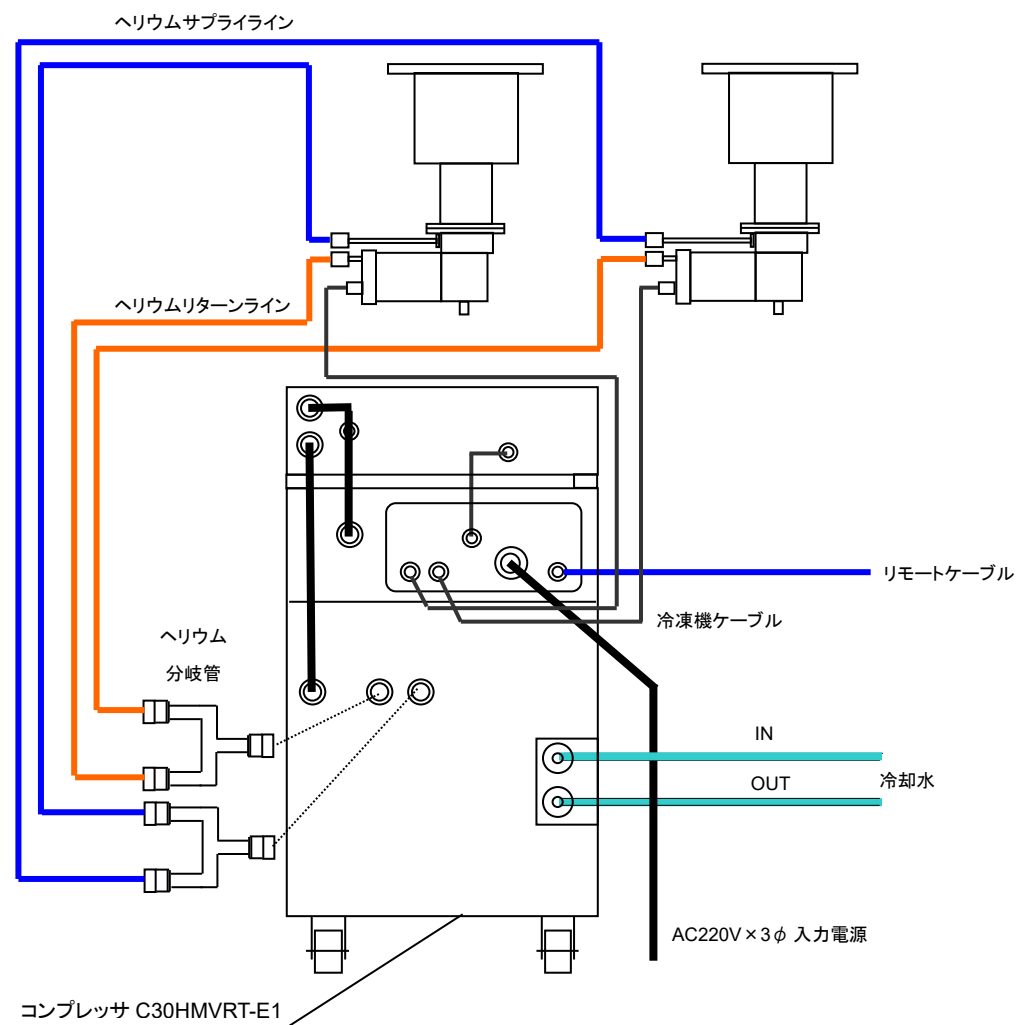 ヘリウムサプライライン
ヘリウムリターンライン
リモートケーブル
冷凍機ケーブル
ヘリウム
分岐管
IN
冷却水
OUT
AC220V×3φ 入力電源
コンプレッサ C30HMVRT-E1